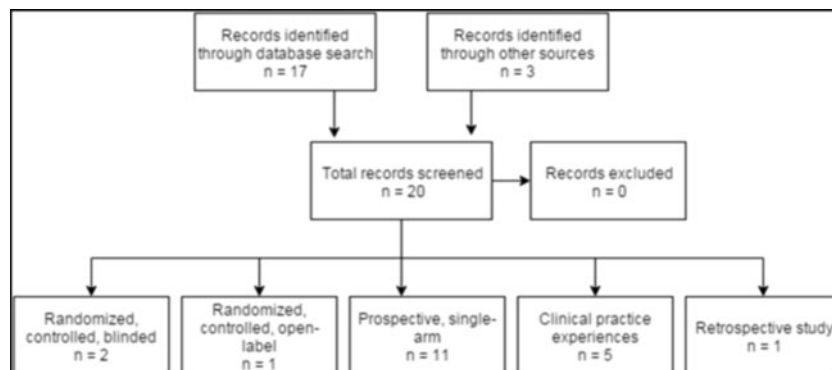 Records identified
through database search
n = 17
Records identified
through other sources
n = 3
Total records screened
n = 20
Records excluded
n = 0
Randomized,
controlled, blinded
n = 2
Randomized,
controlled, open-
label
n = 1
Prospective, single-
arm
n = 11
Clinical practice
experiences
n = 5
Retrospective study
n = 1